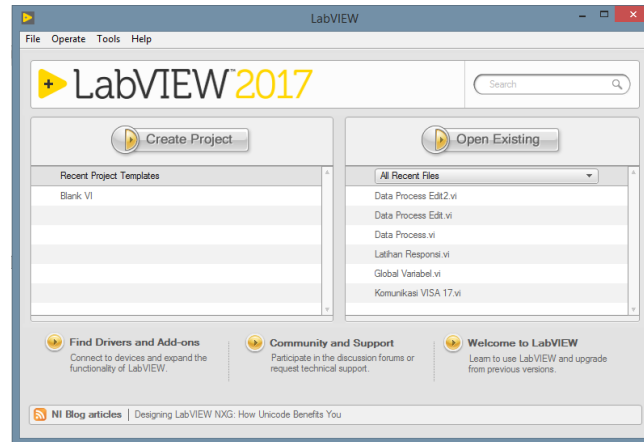 LabVIEW
File Operate Tools Help
LabVIEW™ 2017
Search
Create Project
Open Existing
Recent Project Templates
All Recent Files
Blank VI
Data Process Edit2.vi
Data Process Edit.vi
Data Process.vi
Latihan Responsi.vi
Global Variabel.vi
Komunikasi VISA 17.vi
Find Drivers and Add-ons
Connect to devices and expand the
functionality of LabVIEW.
Community and Support
Participate in the discussion forums or
request technical support.
Welcome to LabVIEW
Learn to use LabVIEW and upgrade
from previous versions.
NI Blog articles | Designing LabVIEW NXG: How Unicode Benefits You